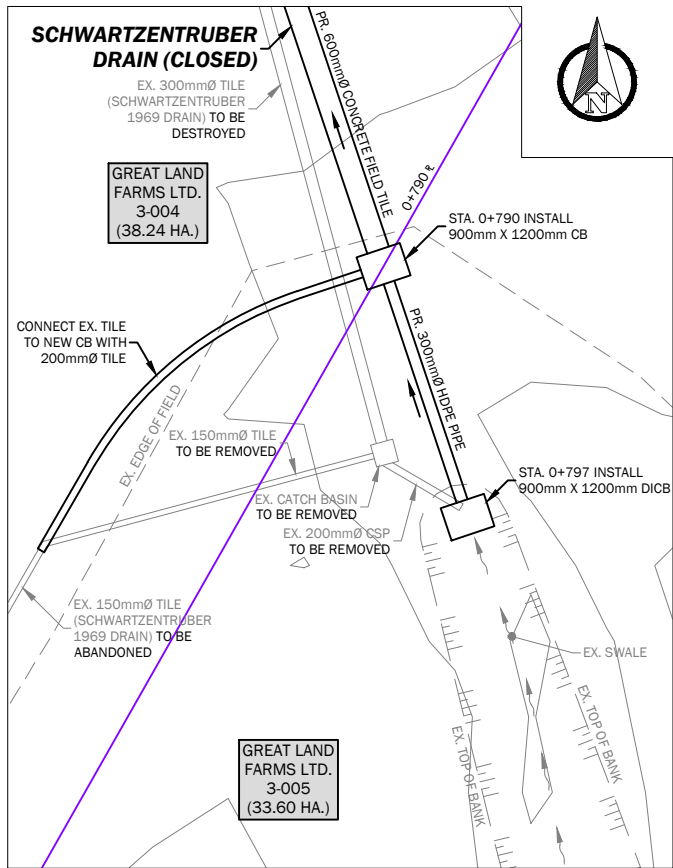 SCHWARTZENTRUBER
DRAIN (CLOSED)
EX. 300mmØ TILE
(SCHWARTZENTRUBER
1969 DRAIN) TO BE
DESTROYED
PR. 600mmØ CONCRETE FIELD TILE
N
GREAT LAND
FARMS LTD.
3-004
(38.24 HA.)
0+790 ℄
STA. 0+790 INSTALL
900mm X 1200mm CB
CONNECT EX. TILE
TO NEW CB WITH
200mmØ TILE
PR. 300mmØ HDPE PIPE
EX. EDGE OF FIELD
EX. 150mmØ TILE
TO BE REMOVED
STA. 0+797 INSTALL
900mm X 1200mm DICB
EX. CATCH BASIN
TO BE REMOVED
EX. 200mmØ CSP
TO BE REMOVED
EX. 150mmØ TILE
(SCHWARTZENTRUBER
1969 DRAIN) TO BE
ABANDONED
EX. SWALE
EX. TOP OF BANK
EX. TOP OF BANK
GREAT LAND
FARMS LTD.
3-005
(33.60 HA.)